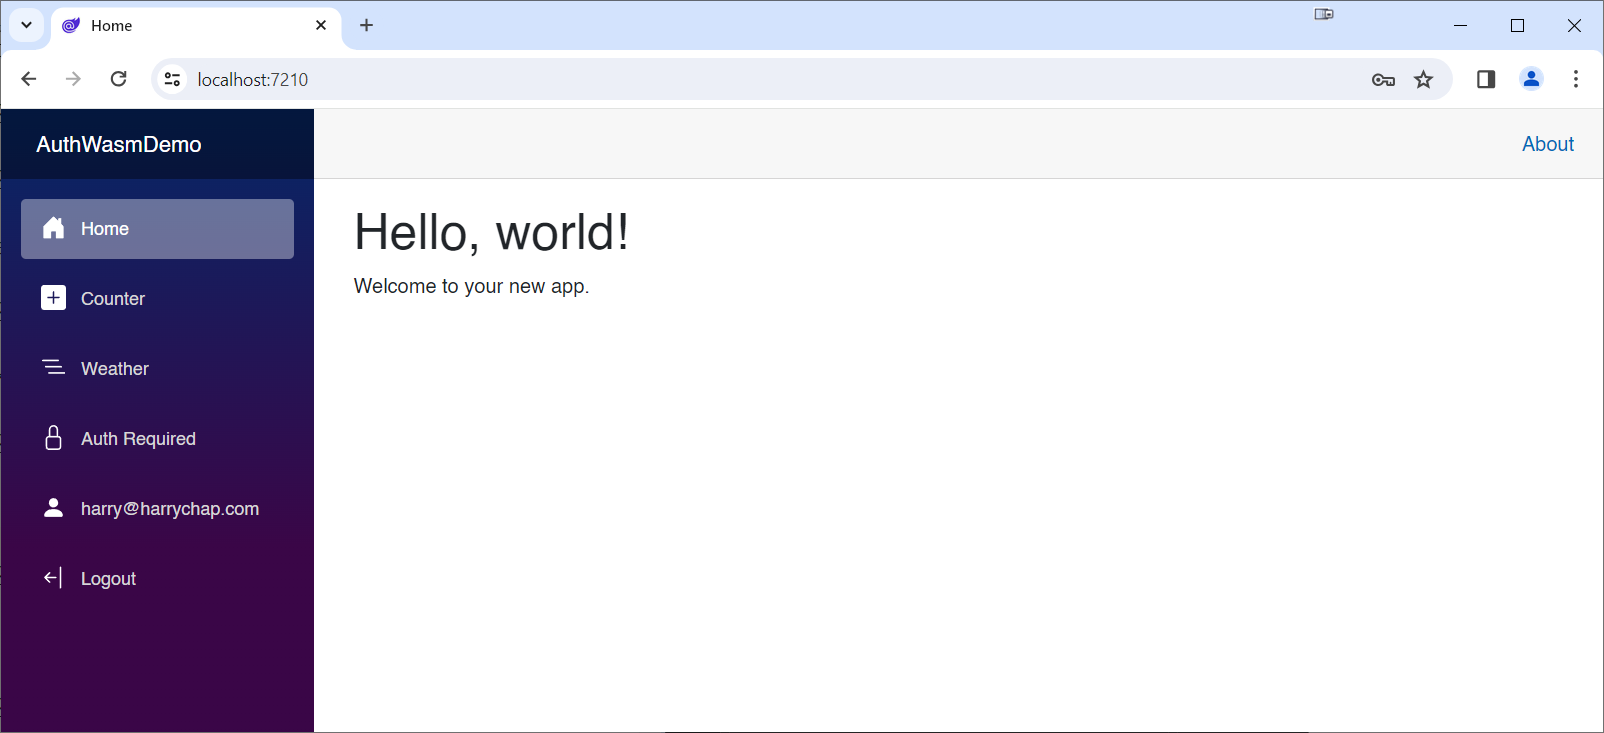 Home
localhost:7210
AuthWasmDemo
About
Home
Counter
Weather
Auth Required
harry@harrychap.com
Logout
Hello, world!
Welcome to your new app.